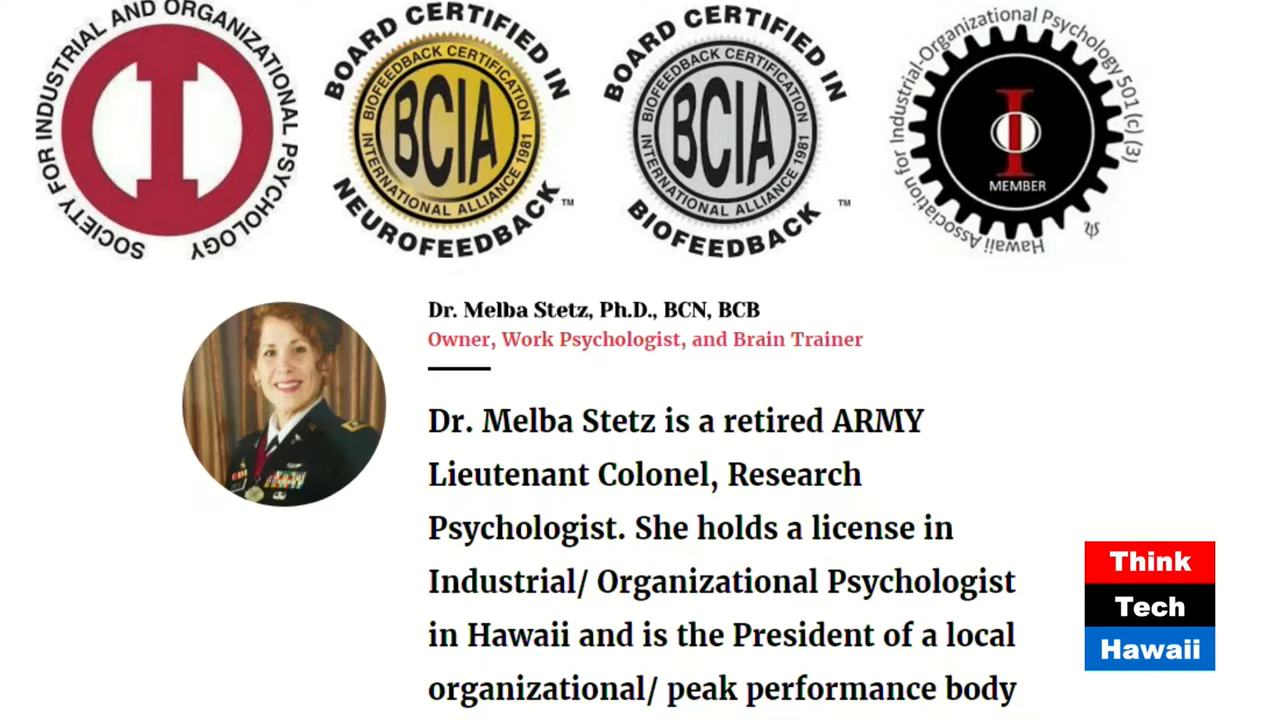 SOCIETY FOR INDUSTRIAL AND ORGANIZATIONAL PSYCHOLOGY
BOARD CERTIFIED IN
BIOFEEDBACK CERTIFICATION
BCIA
INTERNATIONAL ALLIANCE 1981
NEUROFEEDBACK™
BOARD CERTIFIED IN
BIOFEEDBACK CERTIFICATION
BCIA
INTERNATIONAL ALLIANCE 1981
BIOFEEDBACK™
Hawaii Association for Industrial-Organizational Psychology 501(c)(3)
MEMBER
Dr. Melba Stetz, Ph.D., BCN, BCB
Owner, Work Psychologist, and Brain Trainer
Dr. Melba Stetz is a retired ARMY
Lieutenant Colonel, Research
Psychologist. She holds a license in
Industrial/ Organizational Psychologist
in Hawaii and is the President of a local
organizational/ peak performance body
Think
Tech
Hawaii